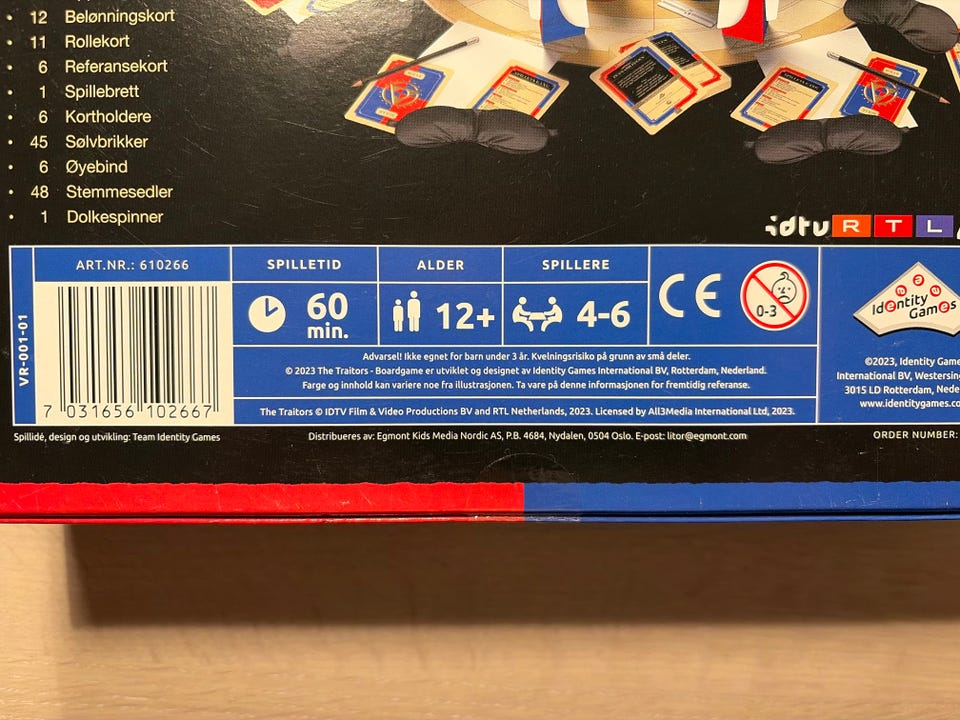 12 Belønningskort
• 11 Rollekort
• 6 Referansekort
• 1 Spillebrett
• 6 Kortholdere
• 45 Sølvbrikker
• 6 Øyebind
• 48 Stemmesedler
• 1 Dolkespinner
idtv RTL
ART.NR.: 610266
SPILLETID
ALDER
SPILLERE
60
min.
12+
4-6
CE
0-3
Identity
Games
VR-001-01
7 031656 102667
Advarsel! Ikke egnet for barn under 3 år. Kvelningsrisiko på grunn av små deler.
© 2023 The Traitors - Boardgame er utviklet og designet av Identity Games International BV, Rotterdam, Nederland.
Farge og innhold kan variere noe fra illustrasjonen. Ta vare på denne informasjonen for fremtidig referanse.
The Traitors © IDTV Film & Video Productions BV and RTL Netherlands, 2023. Licensed by All3Media International Ltd, 2023.
©2023, Identity Game
International BV, Westersin
3015 LD Rotterdam, Nede
www.identitygames.co
Spillidé, design og utvikling: Team Identity Games
Distribueres av: Egmont Kids Media Nordic AS, P.B. 4684, Nydalen, 0504 Oslo. E-post: litor@egmont.com
ORDER NUMBER: